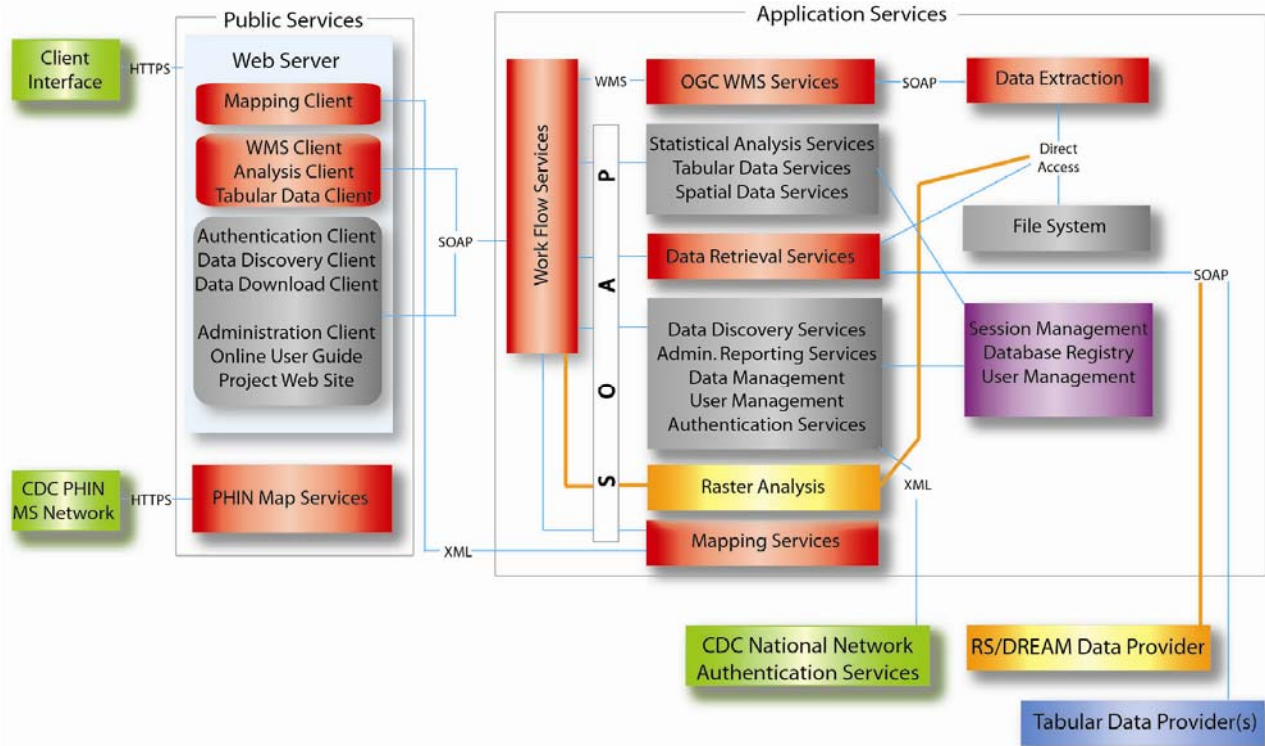 Public Services
Application Services
Client
Interface
HTTPS
Web Server
Mapping Client
WMS Client
Analysis Client
Tabular Data Client
Authentication Client
Data Discovery Client
Data Download Client
Administration Client
Online User Guide
Project Web Site
CDC PHIN
MS Network
HTTPS
PHIN Map Services
SOAP
XML
Work Flow Services
SOAP
WMS
OGC WMS Services
SOAP
Data Extraction
Statistical Analysis Services
Tabular Data Services
Spatial Data Services
Direct
Access
File System
Data Retrieval Services
SOAP
Data Discovery Services
Admin. Reporting Services
Data Management
User Management
Authentication Services
Session Management
Database Registry
User Management
Raster Analysis
XML
Mapping Services
CDC National Network
Authentication Services
RS/DREAM Data Provider
Tabular Data Provider(s)